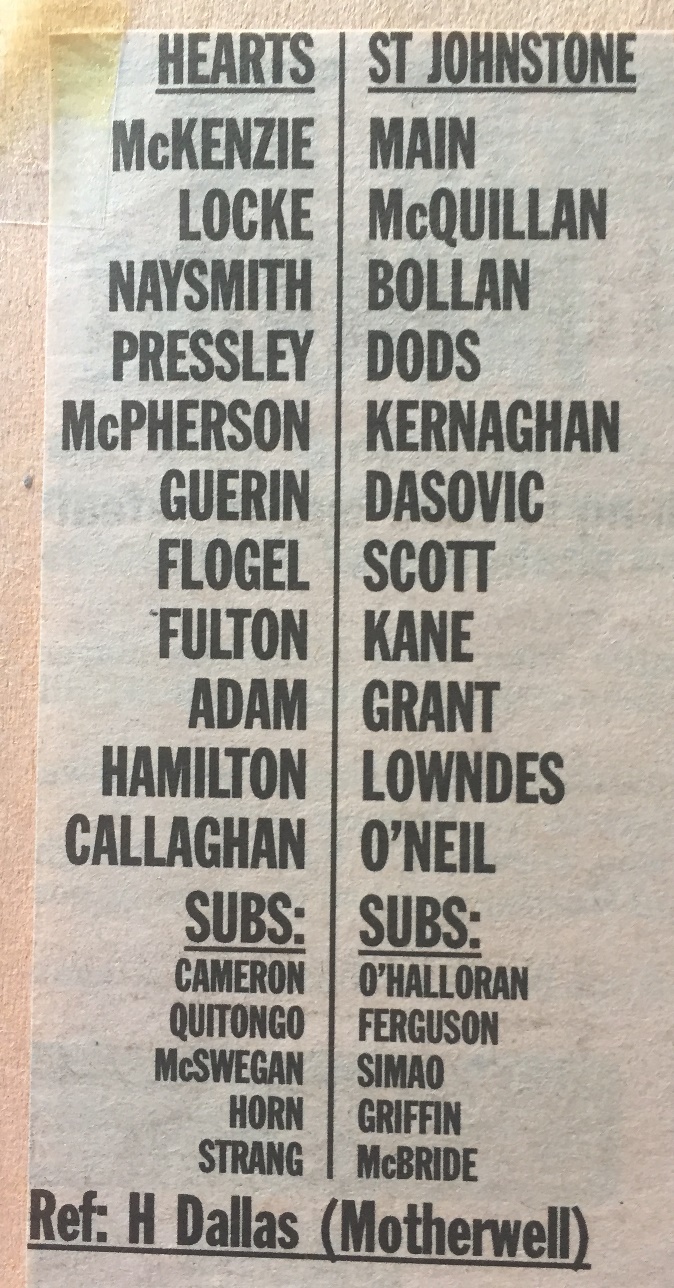 HEARTS ST JOHNSTONE
McKENZIE MAIN
LOCKE McQUILLAN
NAYSMITH BOLLAN
PRESSLEY DODS
McPHERSON KERNAGHAN
GUERIN DASOVIC
FLOGEL SCOTT
FULTON KANE
ADAM GRANT
HAMILTON LOWNDES
CALLAGHAN O'NEIL
SUBS: SUBS:
CAMERON O'HALLORAN
QUITONGO FERGUSON
McSWEGAN SIMAO
HORN GRIFFIN
STRANG McBRIDE
Ref: H Dallas (Motherwell)